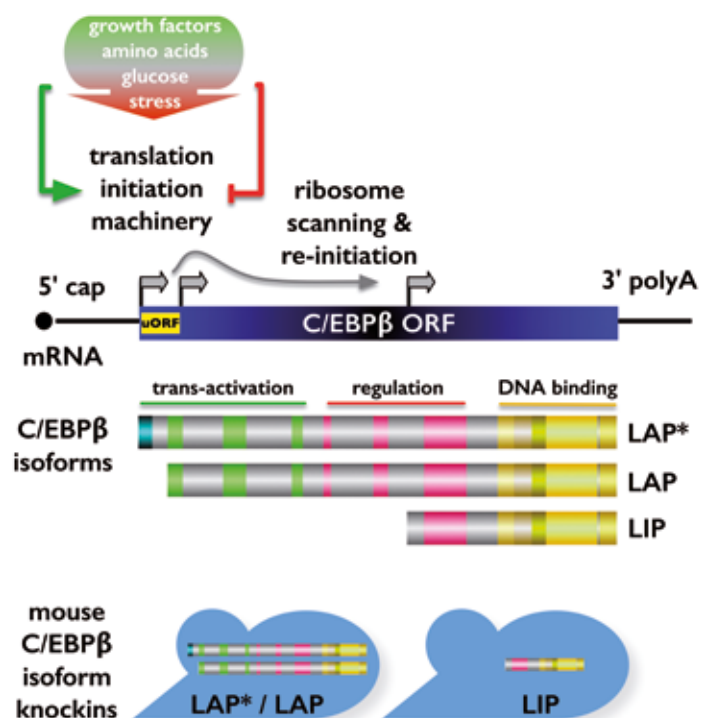 growth factors
amino acids
glucose
stress
translation
initiation
machinery
ribosome
scanning &
re-initiation
5' cap
3' polyA
uORF
C/EBPβ ORF
mRNA
trans-activation
regulation
DNA binding
C/EBPβ
isoforms
LAP*
LAP
LIP
mouse
C/EBPβ
isoform
knockins
LAP* / LAP
LIP